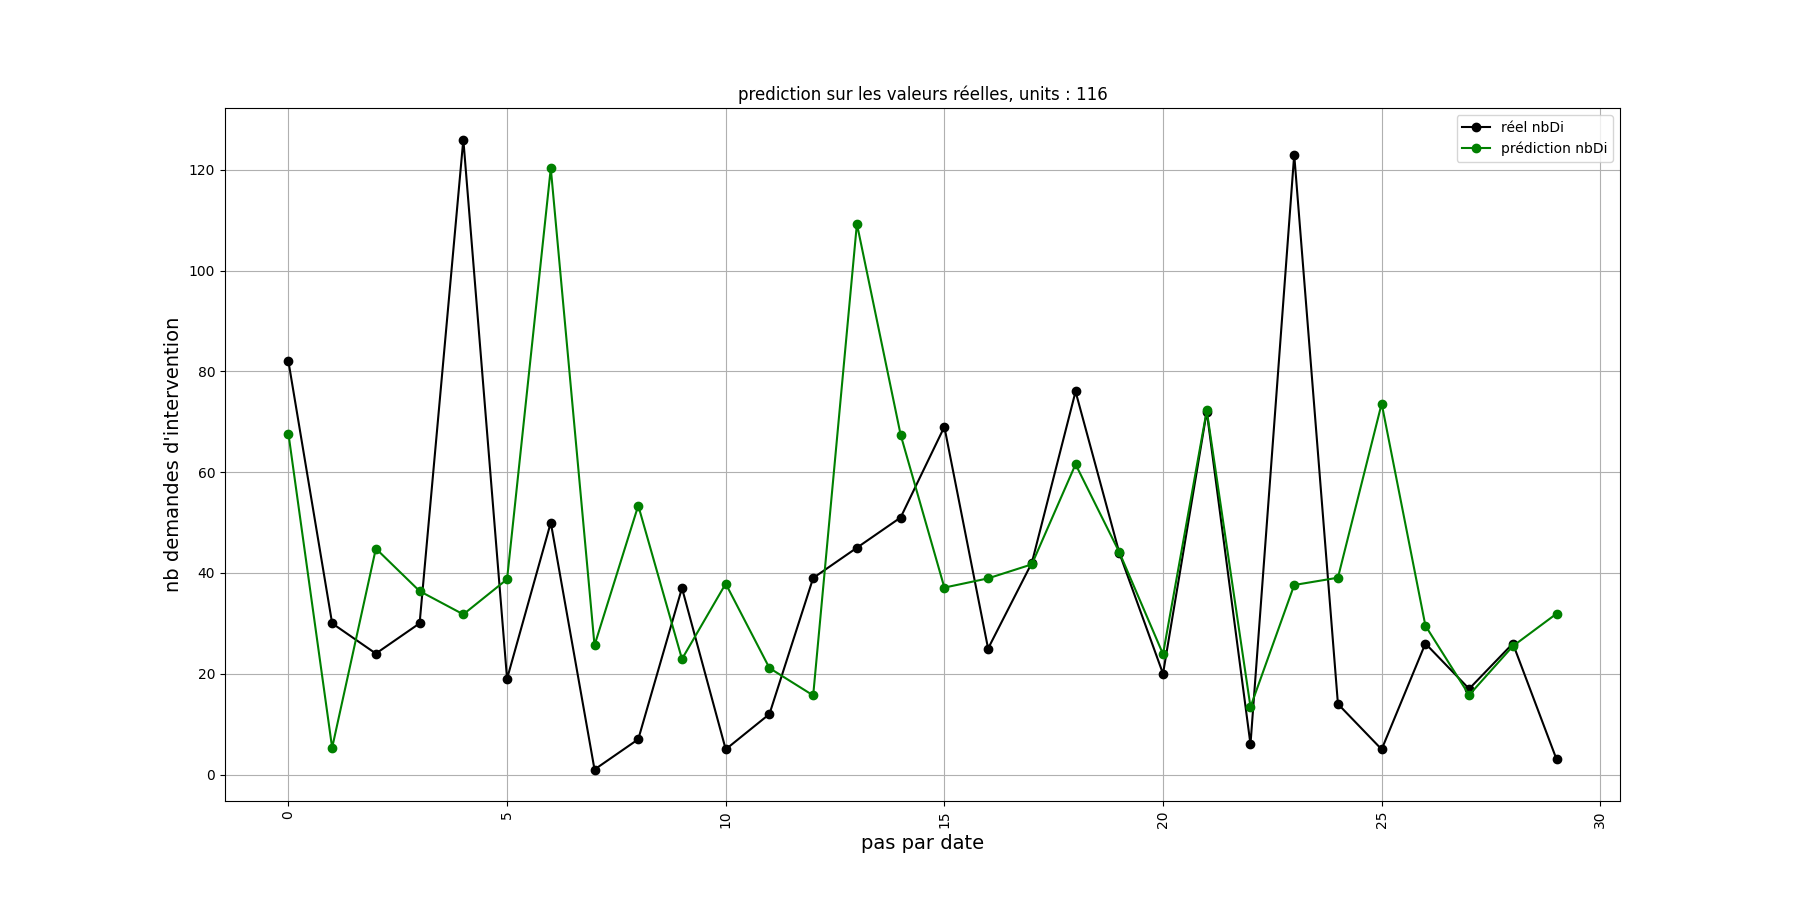 prediction sur les valeurs réelles, units : 116
réel nbDi
prédiction nbDi
nb demandes d'intervention
120
100
80
60
40
20
0
0
5
10
15
20
25
30
pas par date